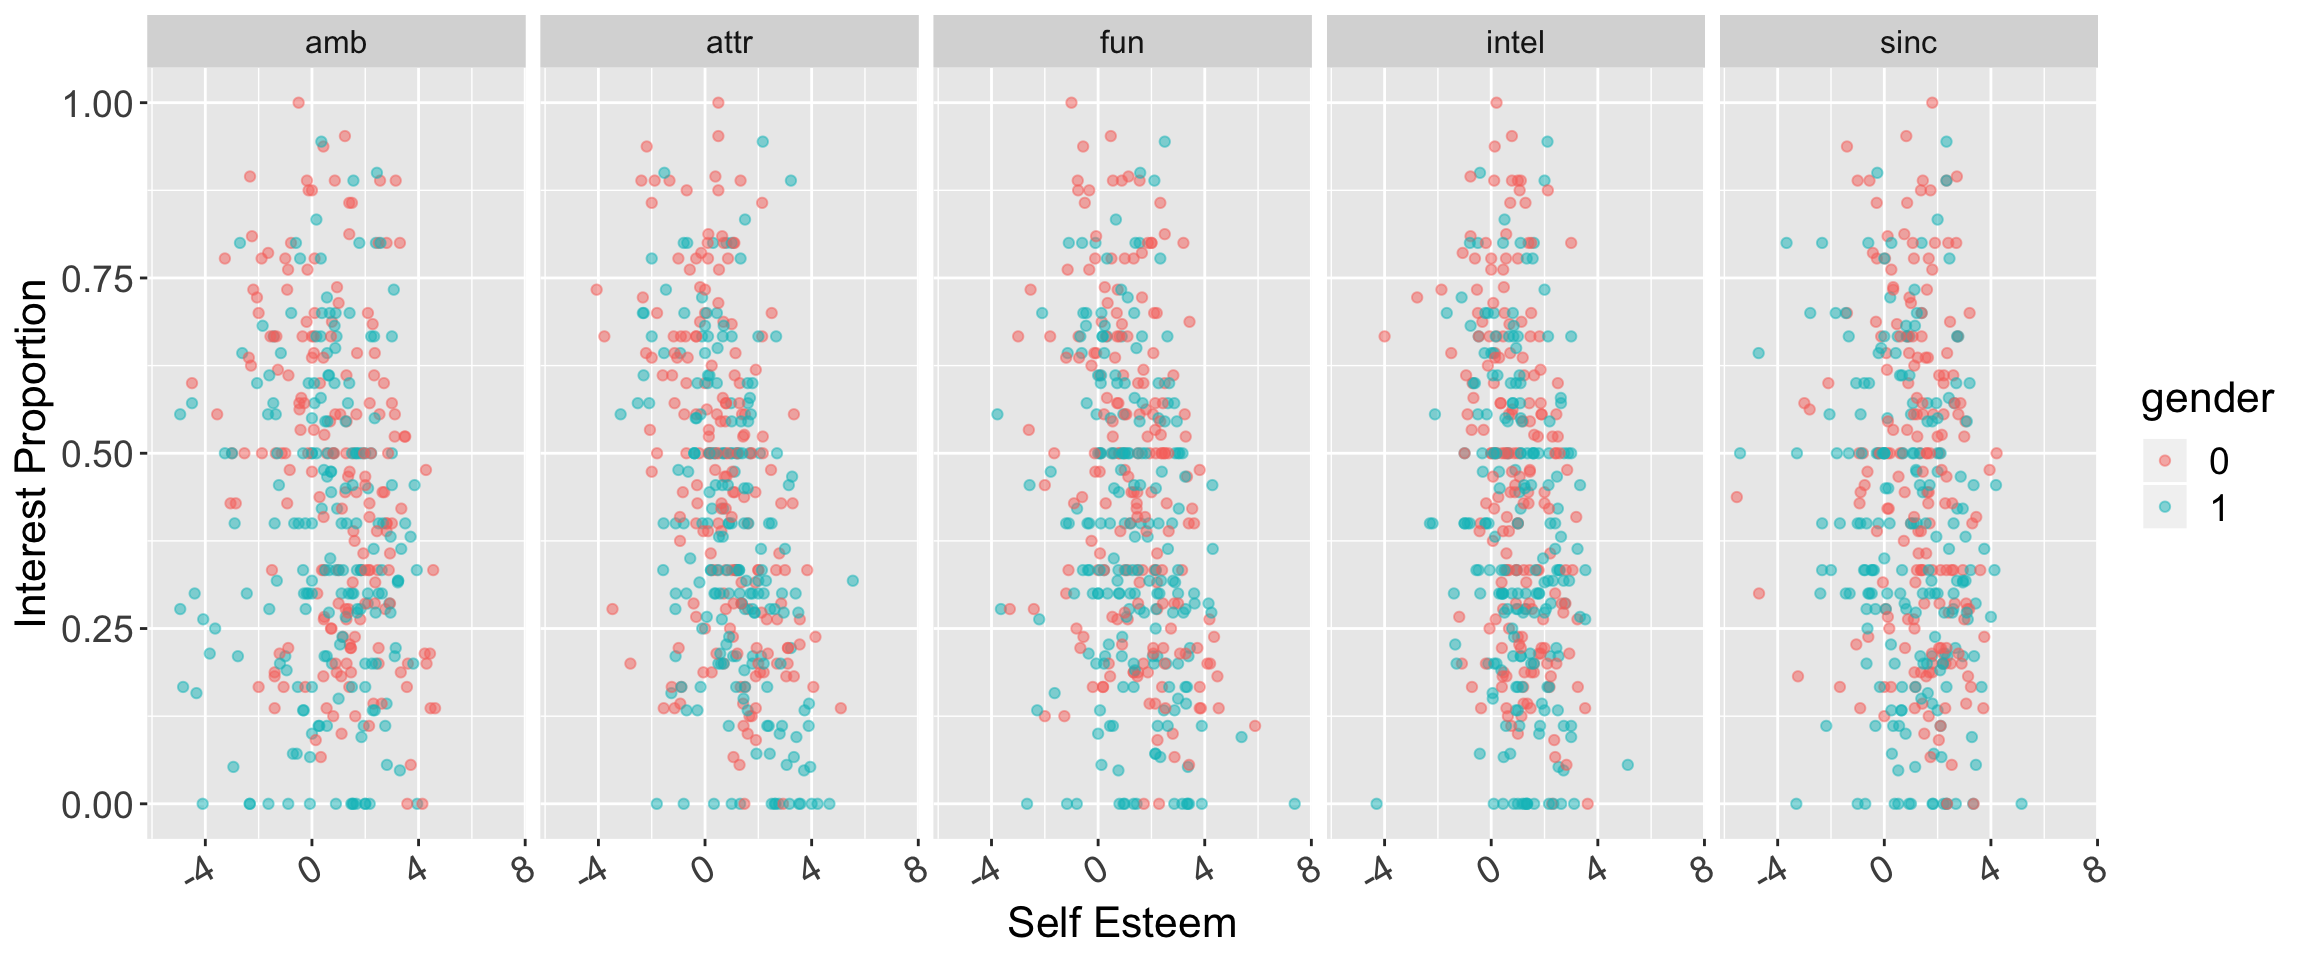 amb attr fun intel sinc
1.00
0.75
0.50
0.25
0.00
Interest Proportion
-4 0 4 8 -4 0 4 8 -4 0 4 8 -4 0 4 8 -4 0 4 8
Self Esteem
gender
0
1